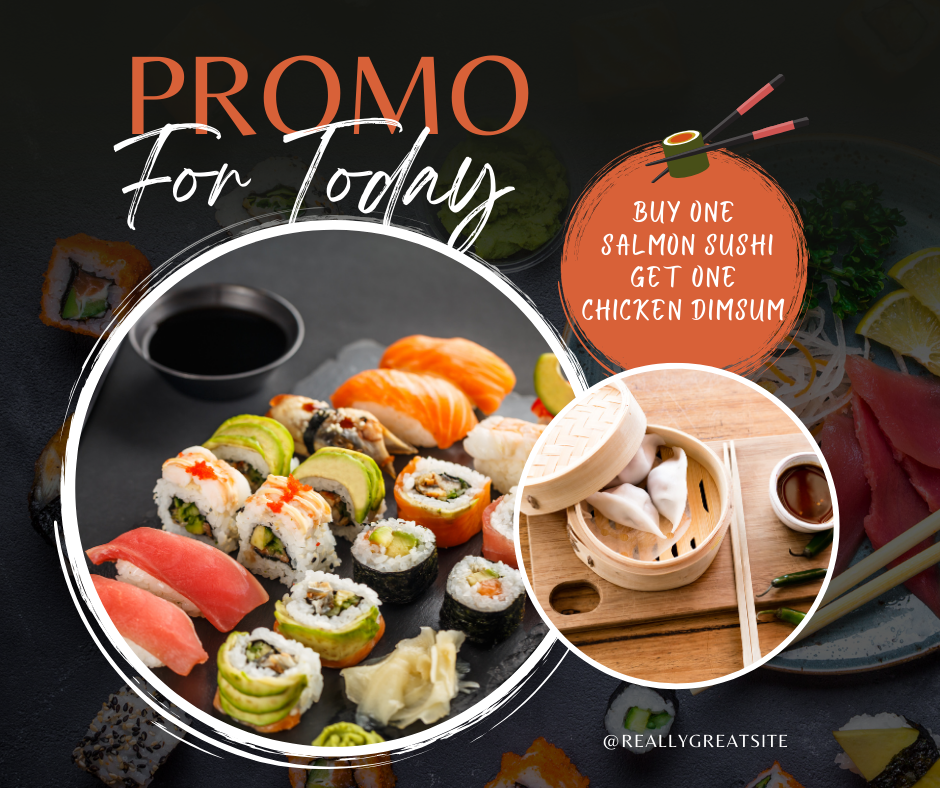 PROMO
For Today
BUY ONE
SALMON SUSHI
GET ONE
CHICKEN DIMSUM
@REALLYGREATSITE